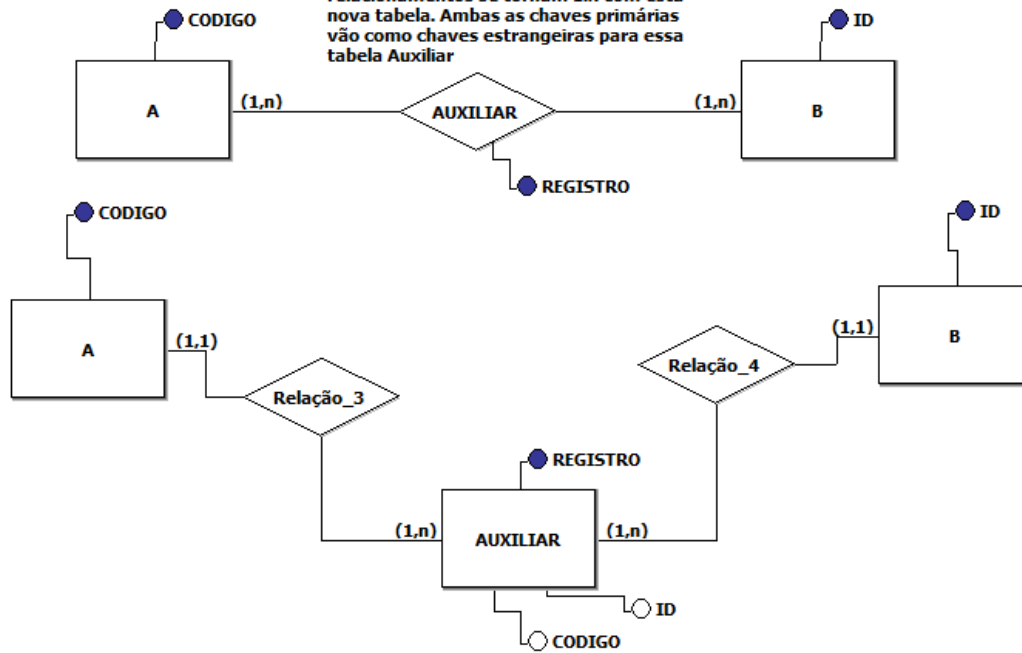 nova tabela. Ambas as chaves primárias
vão como chaves estrangeiras para essa
tabela Auxiliar
CODIGO
ID
A
(1,n)
AUXILIAR
(1,n)
B
REGISTRO
CODIGO
ID
A
(1,1)
Relação_3
Relação_4
(1,1)
B
REGISTRO
(1,n)
AUXILIAR
(1,n)
ID
CODIGO